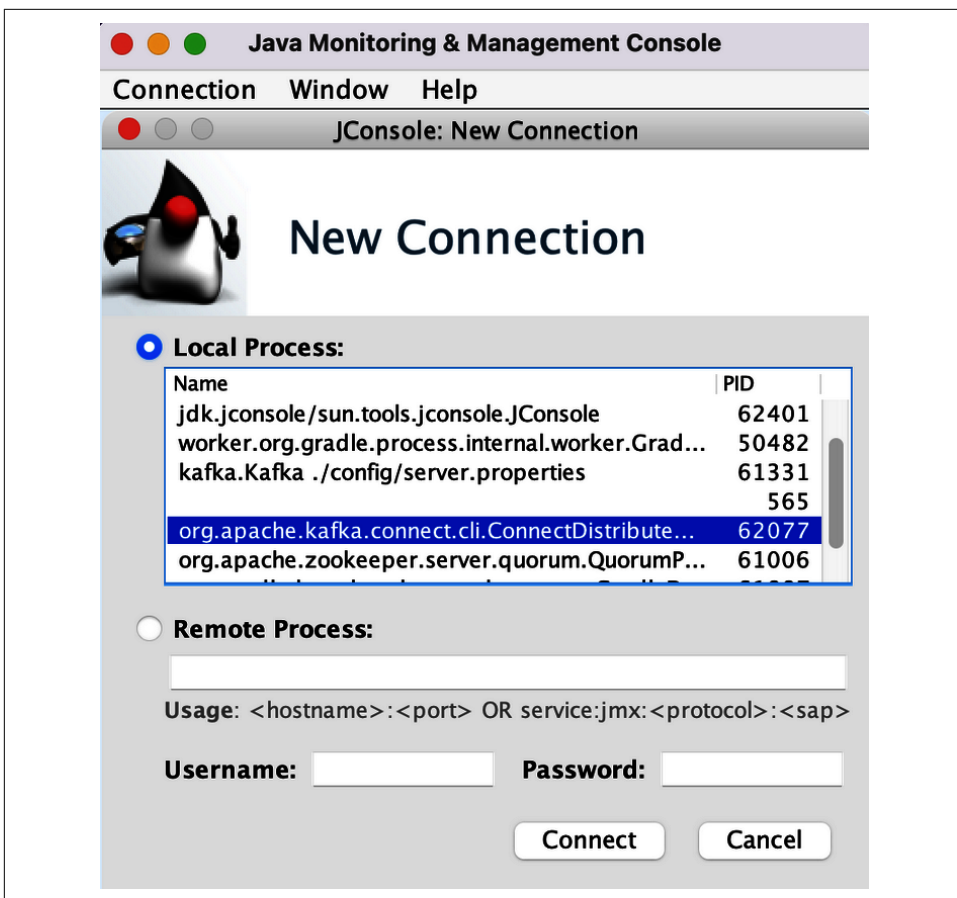 Java Monitoring & Management Console
Connection Window Help
JConsole: New Connection
New Connection
Local Process:
Name PID
jdk.jconsole/sun.tools.jconsole.JConsole 62401
worker.org.gradle.process.internal.worker.Grad... 50482
kafka.Kafka ./config/server.properties 61331
565
org.apache.kafka.connect.cli.ConnectDistribute... 62077
org.apache.zookeeper.server.quorum.QuorumP... 61006
Remote Process:
Usage: <hostname>:<port> OR service:jmx:<protocol>:<sap>
Username: Password:
Connect Cancel